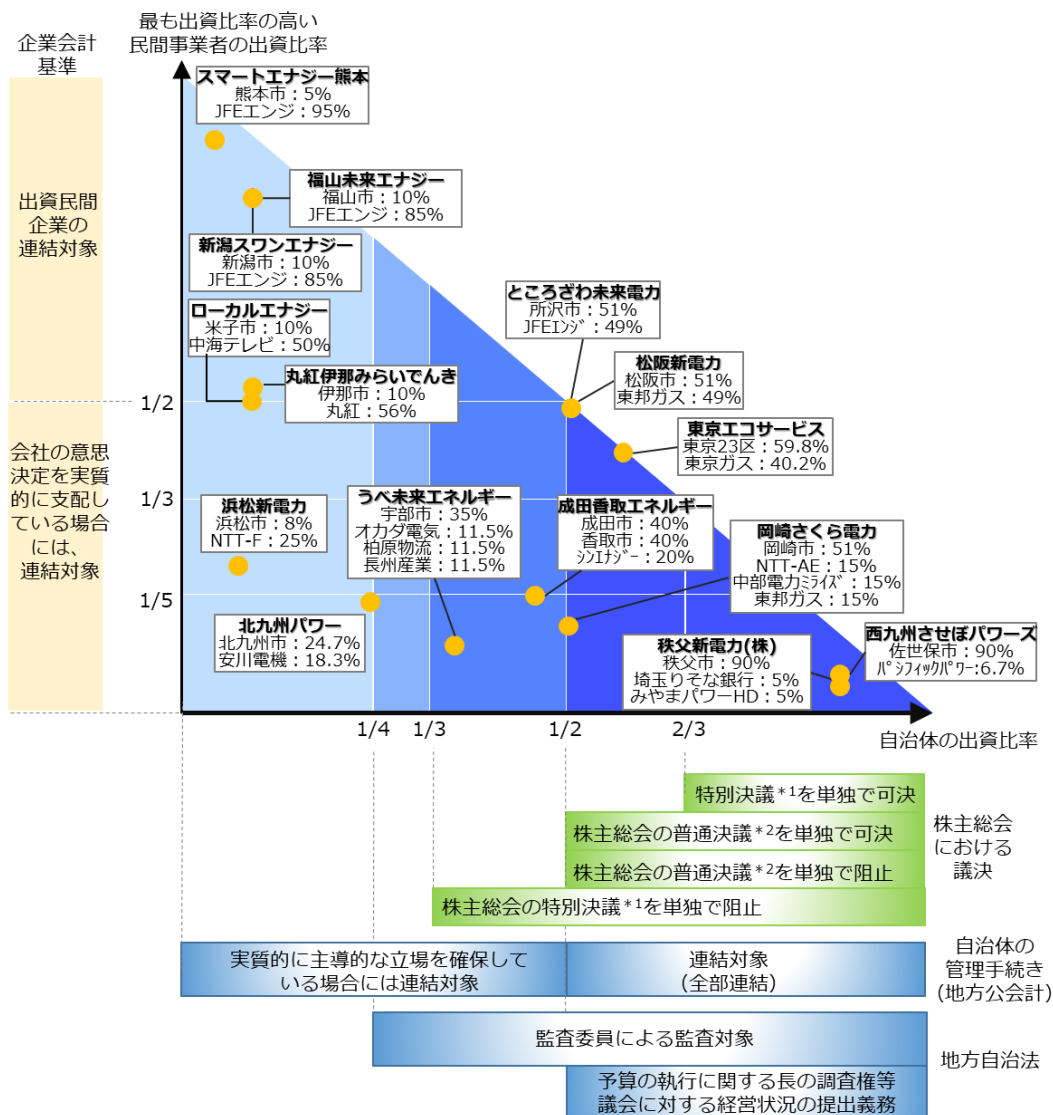 最も出資比率の高い
民間事業者の出資比率
企業会計
基準
スマートエナジー熊本
熊本市：5%
JFEエンジ：95%
出資民間
企業の
連結対象
福山未来エナジー
福山市：10%
JFEエンジ：85%
新潟スワンエナジー
新潟市：10%
JFEエンジ：85%
ローカルエナジー
米子市：10%
中海テレビ：50%
丸紅伊那みらいでんき
伊那市：10%
丸紅：56%
ところざわ未来電力
所沢市：51%
JFEｴﾝｼﾞ：49%
松阪新電力
松阪市：51%
東邦ガス：49%
東京エコサービス
東京23区：59.8%
東京ガス：40.2%
1/2
会社の意思
決定を実質
的に支配し
ている場合
には、
連結対象
1/3
浜松新電力
浜松市：8%
NTT-F：25%
うべ未来エネルギー
宇部市：35%
オカダ電気：11.5%
柏原物流：11.5%
長州産業：11.5%
成田香取エネルギー
成田市：40%
香取市：40%
ｼﾝｴﾅｼﾞｰ：20%
岡崎さくら電力
岡崎市：51%
NTT-AE：15%
中部電力ﾐﾗｲｽﾞ：15%
東邦ガス：15%
1/5
北九州パワー
北九州市：24.7%
安川電機：18.3%
秩父新電力(株)
秩父市：90%
埼玉りそな銀行：5%
みやまパワーHD：5%
西九州させぼパワーズ
佐世保市：90%
ﾊﾟｼﾌｨｯｸﾊﾟﾜｰ:6.7%
1/4
1/3
1/2
2/3
自治体の出資比率
特別決議*1を単独で可決
株主総会の普通決議*2を単独で可決
株主総会の普通決議*2を単独で阻止
株主総会の特別決議*1を単独で阻止
株主総会
における
議決
実質的に主導的な立場を確保して
いる場合には連結対象
連結対象
(全部連結)
自治体の
管理手続き
(地方公会計)
監査委員による監査対象
予算の執行に関する長の調査権等
議会に対する経営状況の提出義務
地方自治法